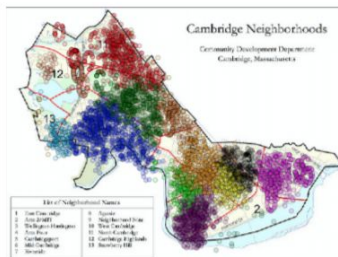 Cambridge Neighborhoods
Community Development Department
Cambridge, Massachusetts
12
13
2
List of Neighborhood Names
1 East Cambridge
2 Area 2/MIT
3 Wellington-Harrington
4 Area Four
5 Cambridgeport
6 Mid Cambridge
7 Riverside
8 Agassiz
9 Neighborhood Nine
10 West Cambridge
11 North Cambridge
12 Cambridge Highlands
13 Strawberry Hill